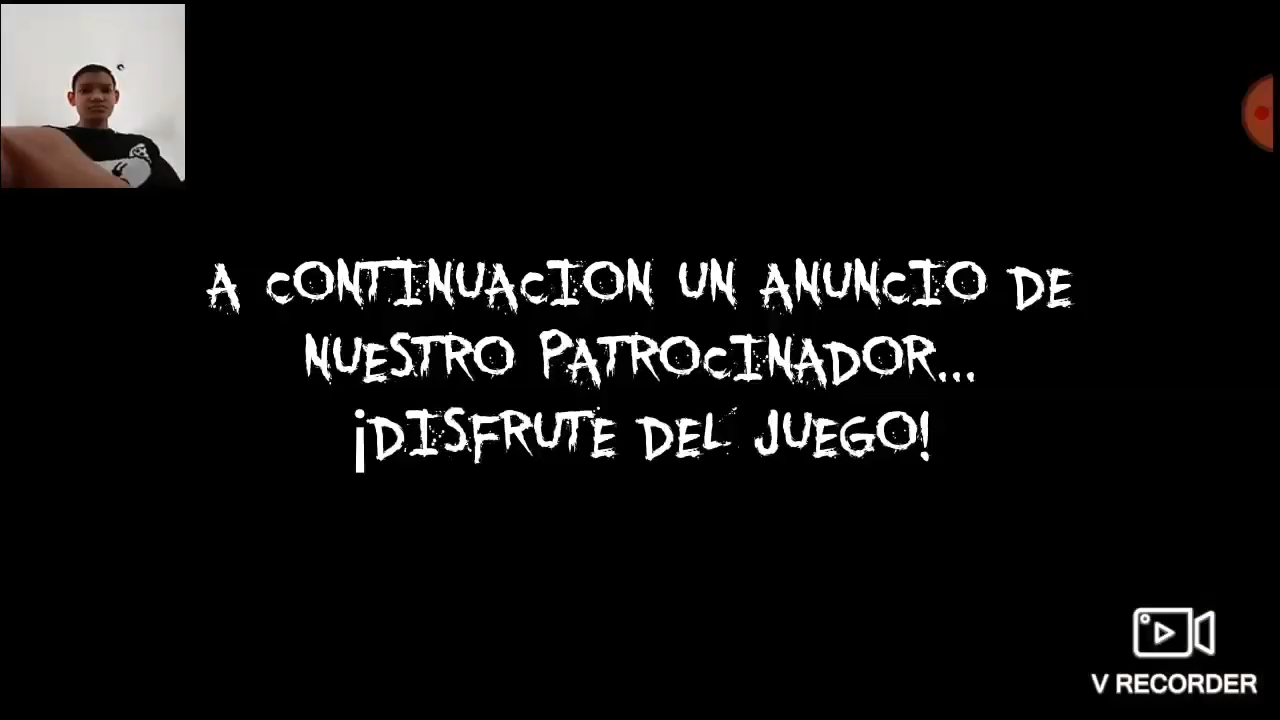 A CONTINUACION UN ANUNCIO DE
NUESTRO PATROCINADOR...
¡DISFRUTE DEL JUEGO!
V RECORDER